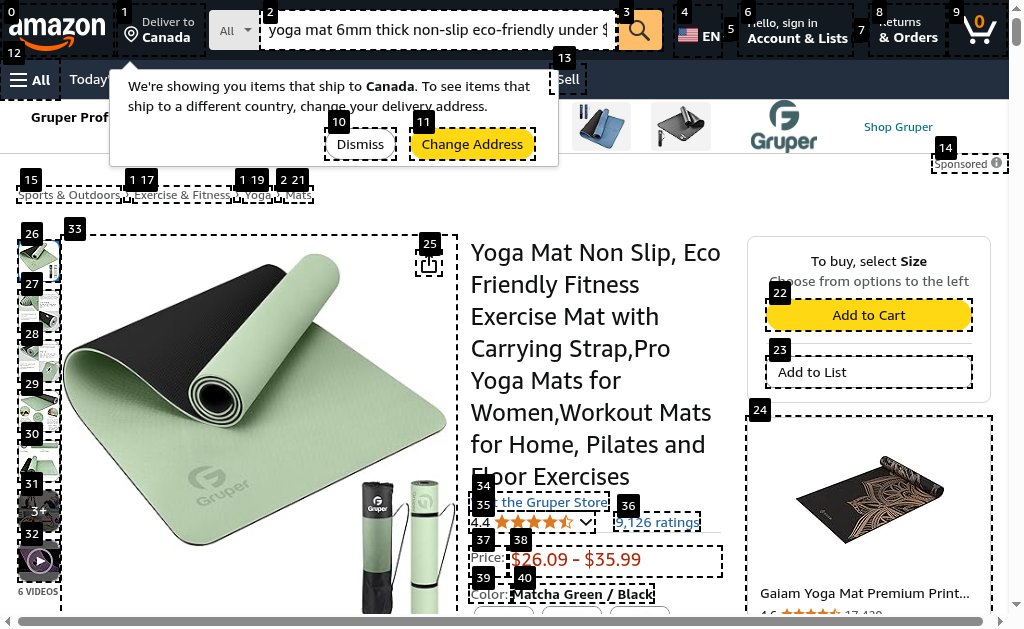 0
1
2
3
4
5
6
7
8
9
12
amazon
Deliver to
Canada
All
yoga mat 6mm thick non-slip eco-friendly under $
EN
Hello, sign in
Account & Lists
Returns
& Orders
0
All
Today'
13
Sell
We're showing you items that ship to Canada. To see items that
ship to a different country, change your delivery address.
10
Dismiss
11
Change Address
Gruper Prof
Gruper
Shop Gruper
14
Sponsored
15
1 17
1 19
2 21
Sports & Outdoors
›
Exercise & Fitness
›
Yoga
›
Mats
26
27
28
29
30
31
3+
32
6 VIDEOS
33
25
Gruper
Gruper
Yoga Mat Non Slip, Eco
Friendly Fitness
Exercise Mat with
Carrying Strap,Pro
Yoga Mats for
Women,Workout Mats
for Home, Pilates and
Floor Exercises
34
t the Gruper Store
35
4.4
36
9,126 ratings
37
38
Price:
$26.09 - $35.99
39
40
Color:
Matcha Green / Black
To buy, select Size
Choose from options to the left
22
Add to Cart
23
Add to List
24
Gaiam Yoga Mat Premium Print...